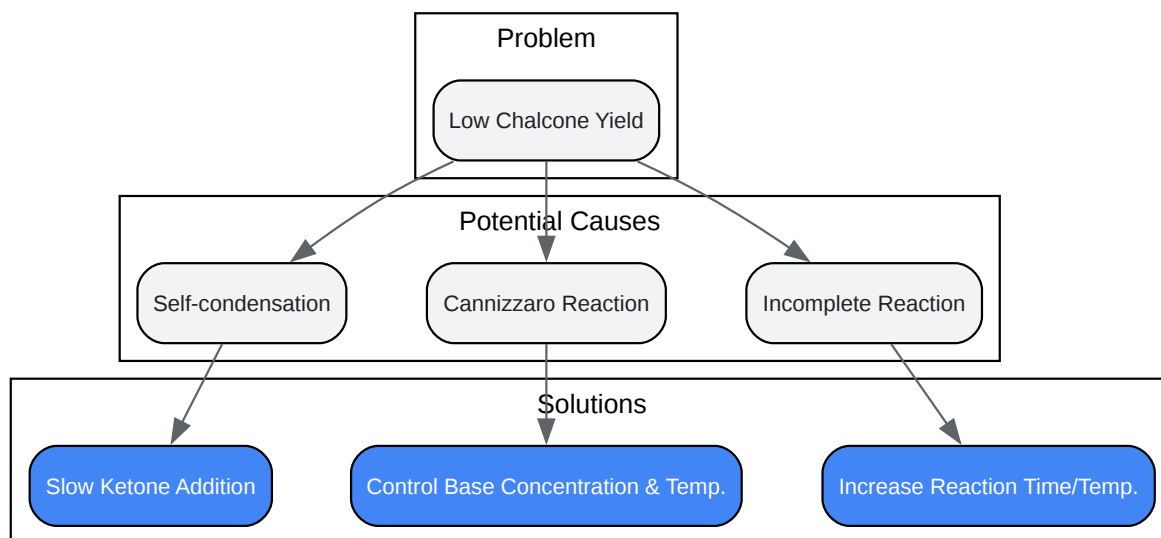 Problem
Low Chalcone Yield
Potential Causes
Self-condensation
Cannizzaro Reaction
Incomplete Reaction
Solutions
Slow Ketone Addition
Control Base Concentration & Temp.
Increase Reaction Time/Temp.